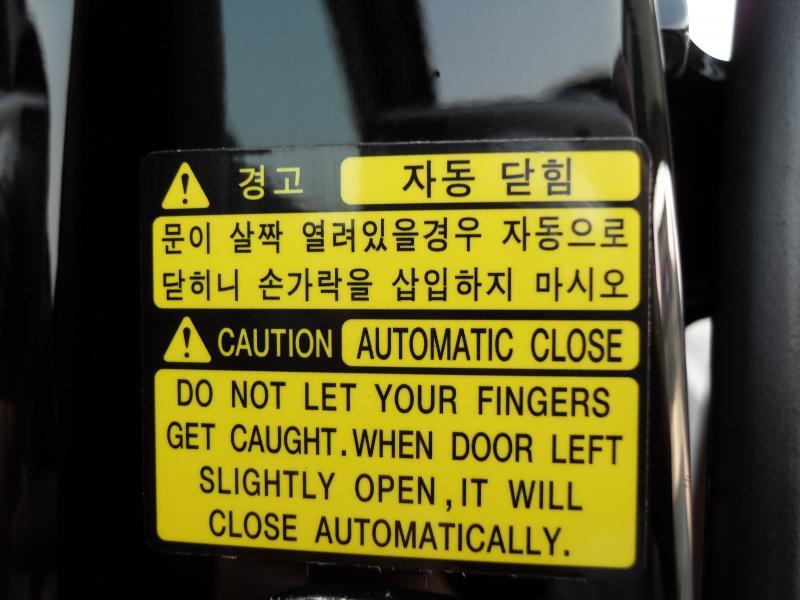 경고 자동 닫힘
문이 살짝 열려있을경우 자동으로
닫히니 손가락을 삽입하지 마시오
CAUTION AUTOMATIC CLOSE
DO NOT LET YOUR FINGERS
GET CAUGHT.WHEN DOOR LEFT
SLIGHTLY OPEN,IT WILL
CLOSE AUTOMATICALLY.